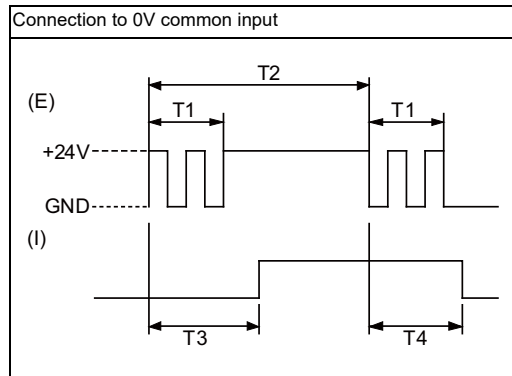 Connection to 0V common input
T2
(E)
T1 T1
+24V
GND
(I)
T3 T4